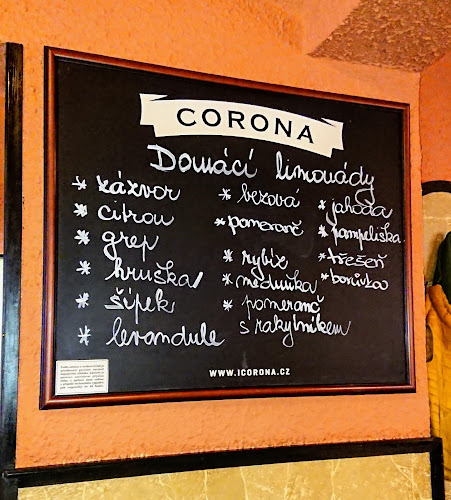 CORONA
Domácí limonády
* zázvor
* citron
* grep
* hruška
* šípek
* levandule
* bezová
* pomeranč
* rybíz
* meduňka
* pomeranč
s rakytníkem
* jahoda
* pampeliška
* třešeň
* borůvka
WWW.ICORONA.CZ